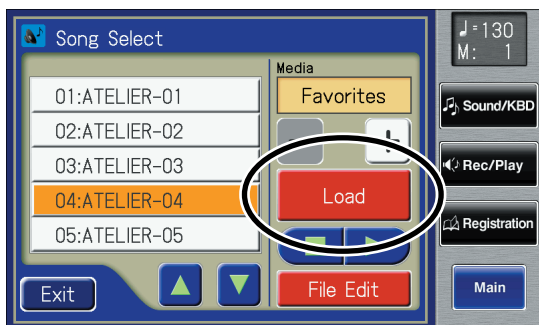 Song Select
♩=130
M: 1
Media
Favorites
01:ATELIER-01
02:ATELIER-02
03:ATELIER-03
04:ATELIER-04
05:ATELIER-05
Load
File Edit
Exit
Sound/KBD
Rec/Play
Registration
Main